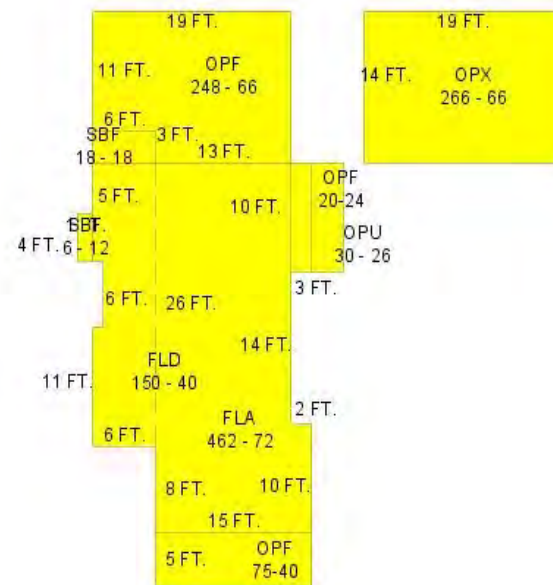 19 FT.
19 FT.
11 FT.
OPF
248 - 66
14 FT.
OPX
266 - 66
6 FT.
SBF
18 - 18
3 FT.
13 FT.
5 FT.
10 FT.
OPF
20-24
SBF
6 - 12
4 FT.
OPU
30 - 26
6 FT.
26 FT.
3 FT.
14 FT.
11 FT.
FLD
150 - 40
2 FT.
FLA
462 - 72
6 FT.
8 FT.
10 FT.
15 FT.
5 FT.
OPF
75-40